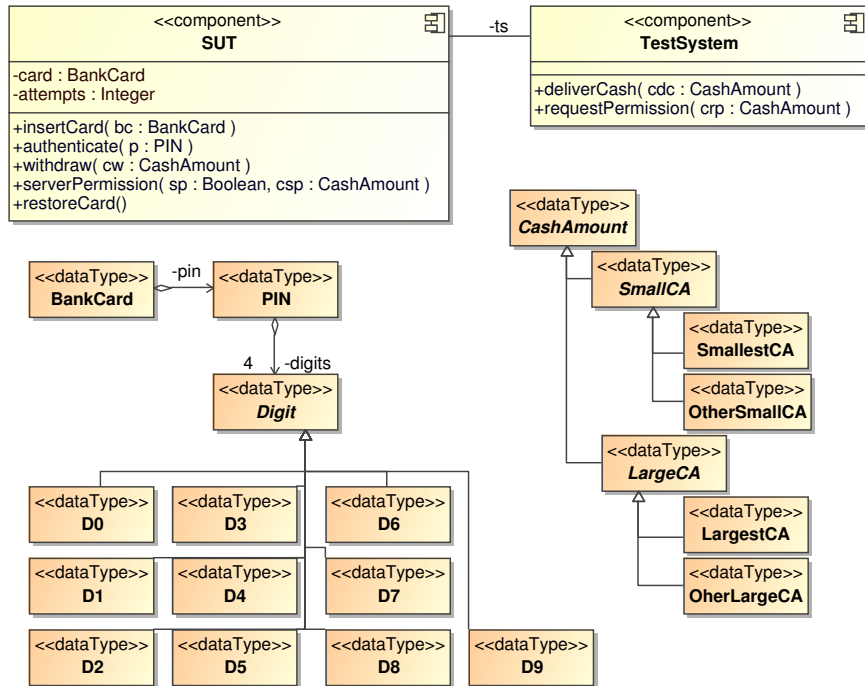 <<component>>
SUT
-card : BankCard
-attempts : Integer
+insertCard( bc : BankCard )
+authenticate( p : PIN )
+withdraw( cw : CashAmount )
+serverPermission( sp : Boolean, csp : CashAmount )
+restoreCard()
-ts
<<component>>
TestSystem
+deliverCash( cdc : CashAmount )
+requestPermission( crp : CashAmount )
<<dataType>>
BankCard
-pin
<<dataType>>
PIN
4 -digits
<<dataType>>
Digit
<<dataType>>
D0
<<dataType>>
D3
<<dataType>>
D6
<<dataType>>
D1
<<dataType>>
D4
<<dataType>>
D7
<<dataType>>
D2
<<dataType>>
D5
<<dataType>>
D8
<<dataType>>
D9
<<dataType>>
CashAmount
<<dataType>>
SmallCA
<<dataType>>
SmallestCA
<<dataType>>
OtherSmallCA
<<dataType>>
LargeCA
<<dataType>>
LargestCA
<<dataType>>
OherLargeCA